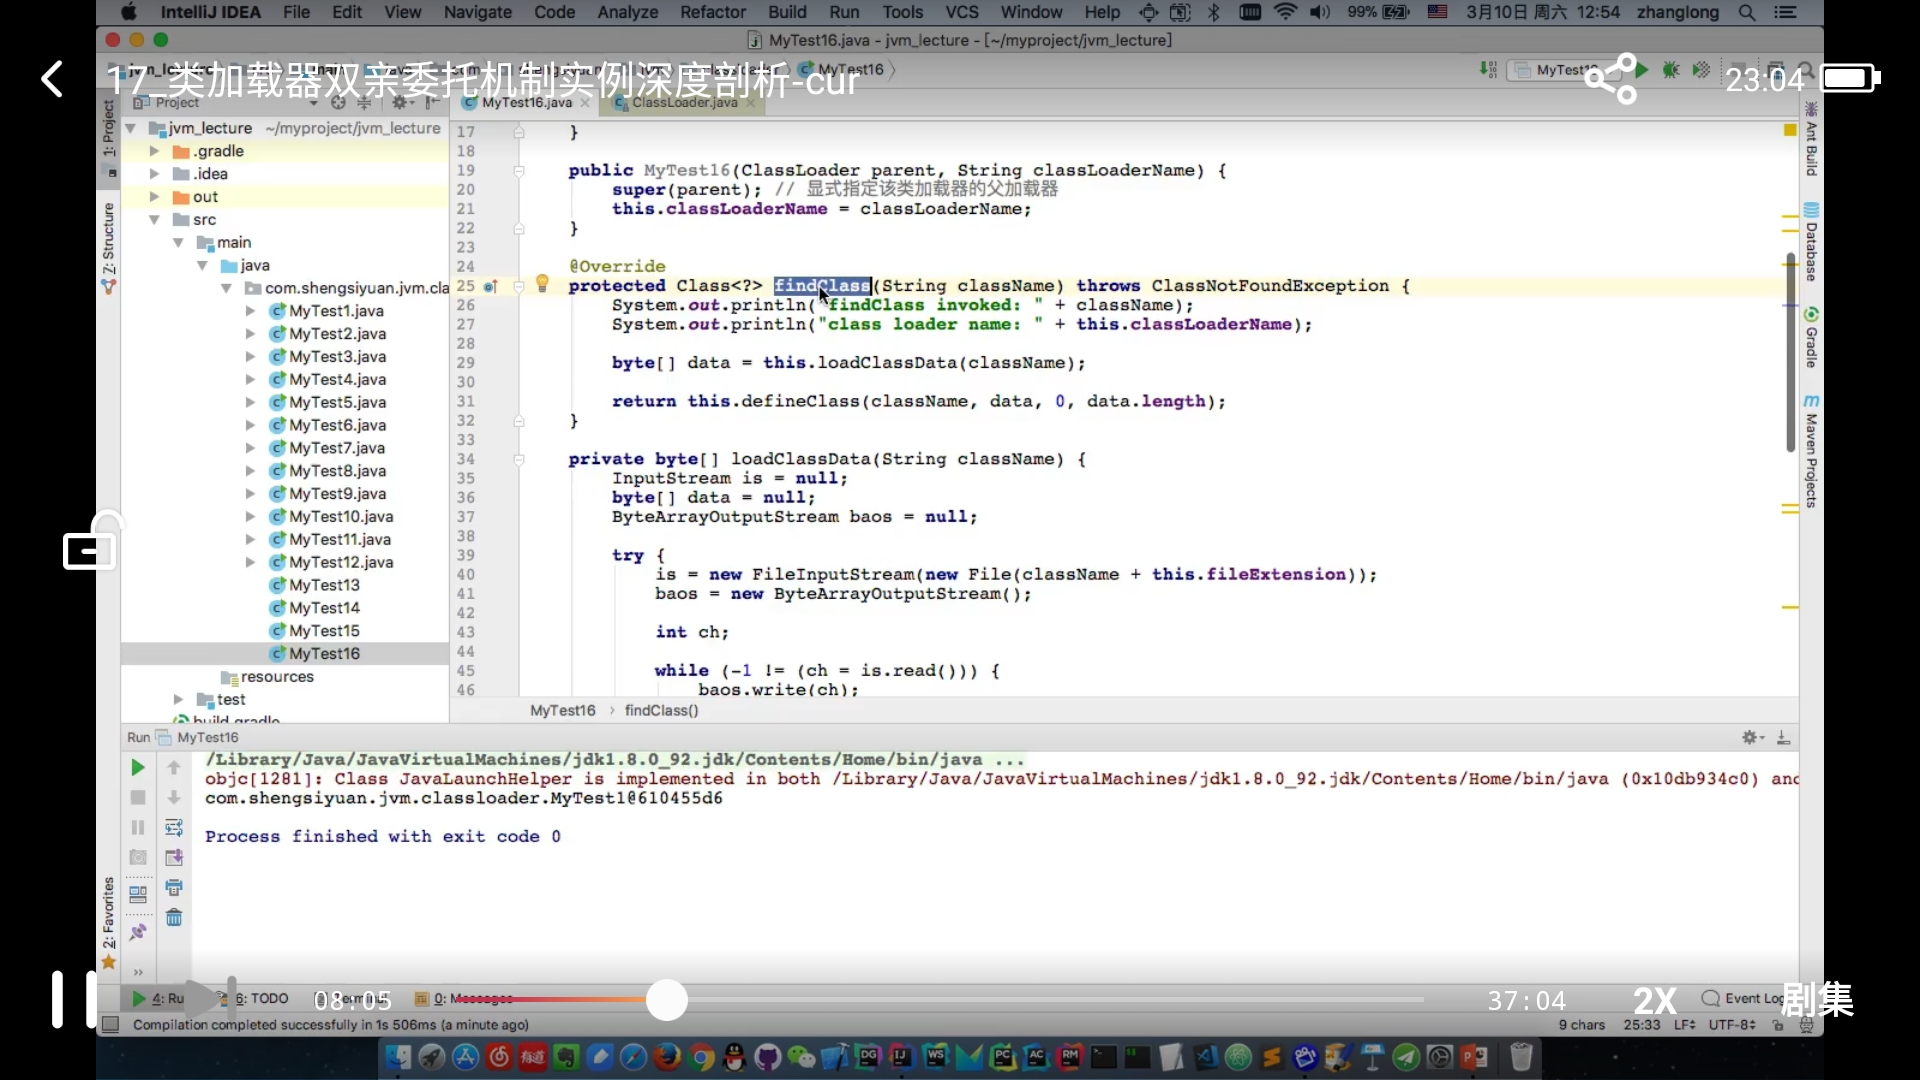 IntelliJ IDEA File Edit View Navigate Code Analyze Refactor Build Run Tools VCS Window Help 99% 3月10日 周六 12:54 zhanglong
MyTest16.java - jvm_lecture - [~/myproject/jvm_lecture]
17_类加载器双亲委托机制实例深度剖析-cur
MyTest16
23:04
Project
MyTest16.java
ClassLoader.java
1: Project
Z: Structure
2: Favorites
jvm_lecture ~/myproject/jvm_lecture
.gradle
.idea
out
src
main
java
com.shengsiyuan.jvm.cla
MyTest1.java
MyTest2.java
MyTest3.java
MyTest4.java
MyTest5.java
MyTest6.java
MyTest7.java
MyTest8.java
MyTest9.java
MyTest10.java
MyTest11.java
MyTest12.java
MyTest13
MyTest14
MyTest15
MyTest16
resources
test
build.gradle
17 }
18
19 public MyTest16(ClassLoader parent, String classLoaderName) {
20 super(parent); // 显式指定该类加载器的父加载器
21 this.classLoaderName = classLoaderName;
22 }
23
24 @Override
25 protected Class<?> findClass(String className) throws ClassNotFoundException {
26 System.out.println("findClass invoked: " + className);
27 System.out.println("class loader name: " + this.classLoaderName);
28
29 byte[] data = this.loadClassData(className);
30
31 return this.defineClass(className, data, 0, data.length);
32 }
33
34 private byte[] loadClassData(String className) {
35 InputStream is = null;
36 byte[] data = null;
37 ByteArrayOutputStream baos = null;
38
39 try {
40 is = new FileInputStream(new File(className + this.fileExtension));
41 baos = new ByteArrayOutputStream();
42
43 int ch;
44
45 while (-1 != (ch = is.read())) {
46 baos.write(ch);
MyTest16 › findClass()
Ant Build
Database
Gradle
Maven Projects
Run MyTest16
/Library/Java/JavaVirtualMachines/jdk1.8.0_92.jdk/Contents/Home/bin/java ...
objc[1281]: Class JavaLaunchHelper is implemented in both /Library/Java/JavaVirtualMachines/jdk1.8.0_92.jdk/Contents/Home/bin/java (0x10db934c0) and
com.shengsiyuan.jvm.classloader.MyTest1@610455d6
Process finished with exit code 0
4: Ru 6: TODO Terminal 0: Messages Event Log
08:05
37:04
2X
剧集
Compilation completed successfully in 1s 506ms (a minute ago)
9 chars 25:33 LF UTF-8
有道 DG IJ WS PC AC RM